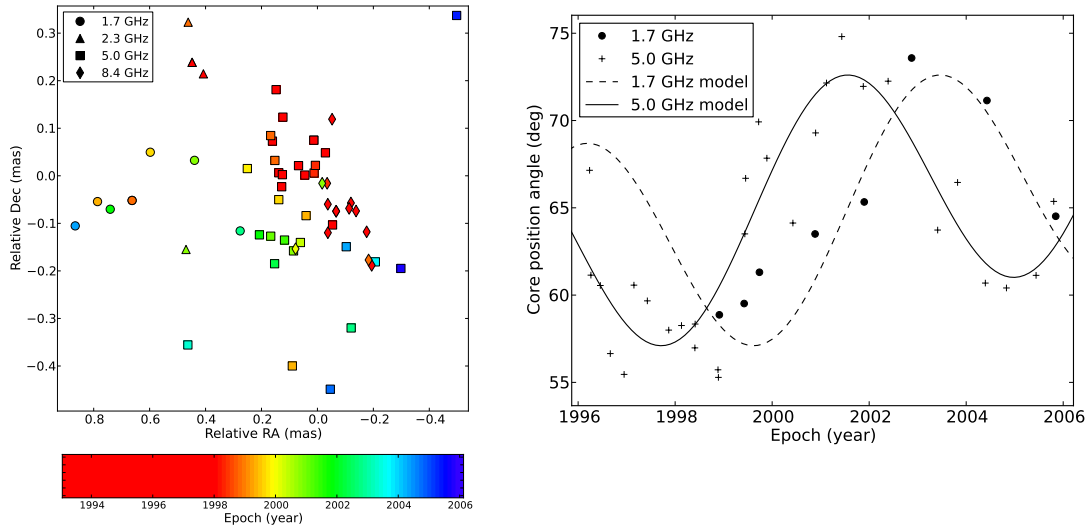 1.7 GHz
2.3 GHz
5.0 GHz
8.4 GHz
0.3
0.2
0.1
0.0
−0.1
−0.2
−0.3
−0.4
Relative Dec (mas)
0.8 0.6 0.4 0.2 0.0 −0.2 −0.4
Relative RA (mas)
1994 1996 1998 2000 2002 2004 2006
Epoch (year)
1.7 GHz
5.0 GHz
1.7 GHz model
5.0 GHz model
75
70
65
60
55
Core position angle (deg)
1996 1998 2000 2002 2004 2006
Epoch (year)